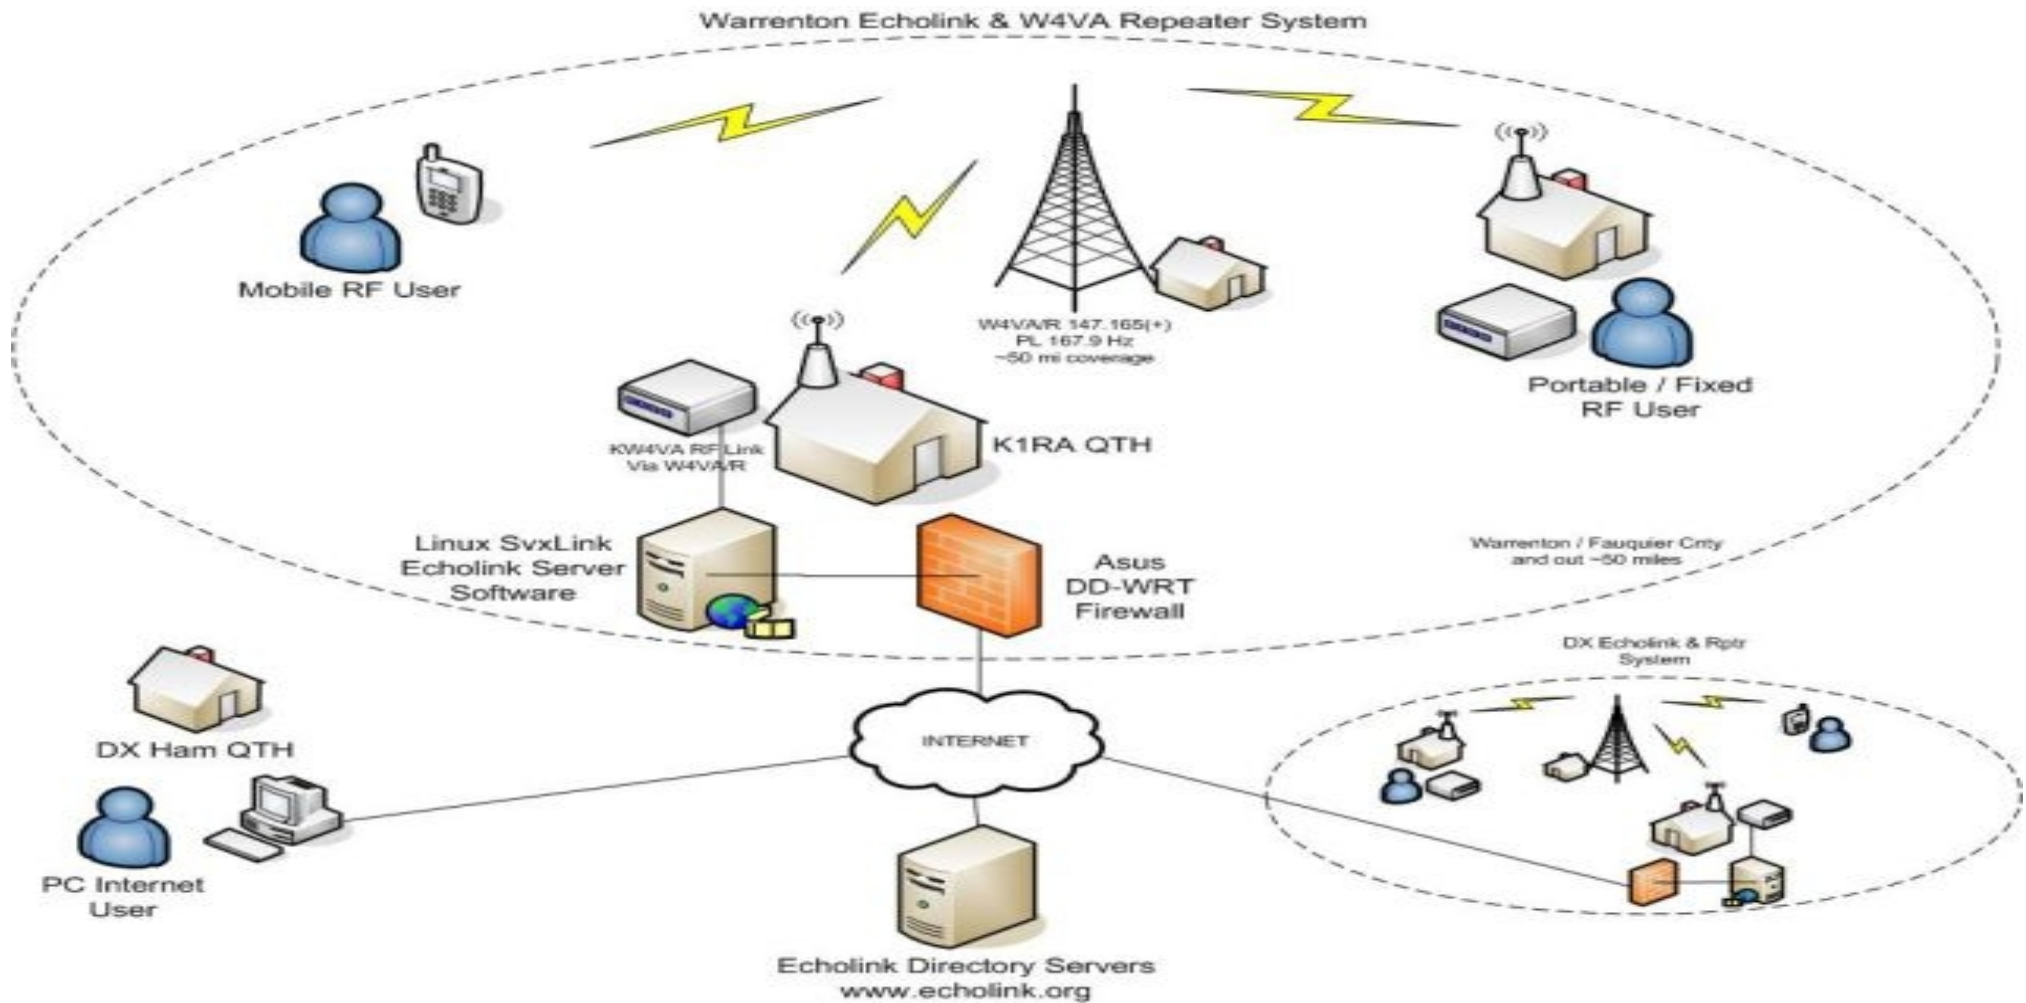 Warrenton Echolink & W4VA Repeater System
Mobile RF User
W4VA/R 147.165(+)
PL 167.9 Hz
~50 mi coverage
Portable / Fixed
RF User
KW4VA RF Link
Via W4VA/R
K1RA QTH
Linux SvxLink
Echolink Server
Software
Asus
DD-WRT
Firewall
Warrenton / Fauquier Cnty
and out ~50 miles
DX Echolink & Rptr
System
DX Ham QTH
INTERNET
PC Internet
User
Echolink Directory Servers
www.echolink.org